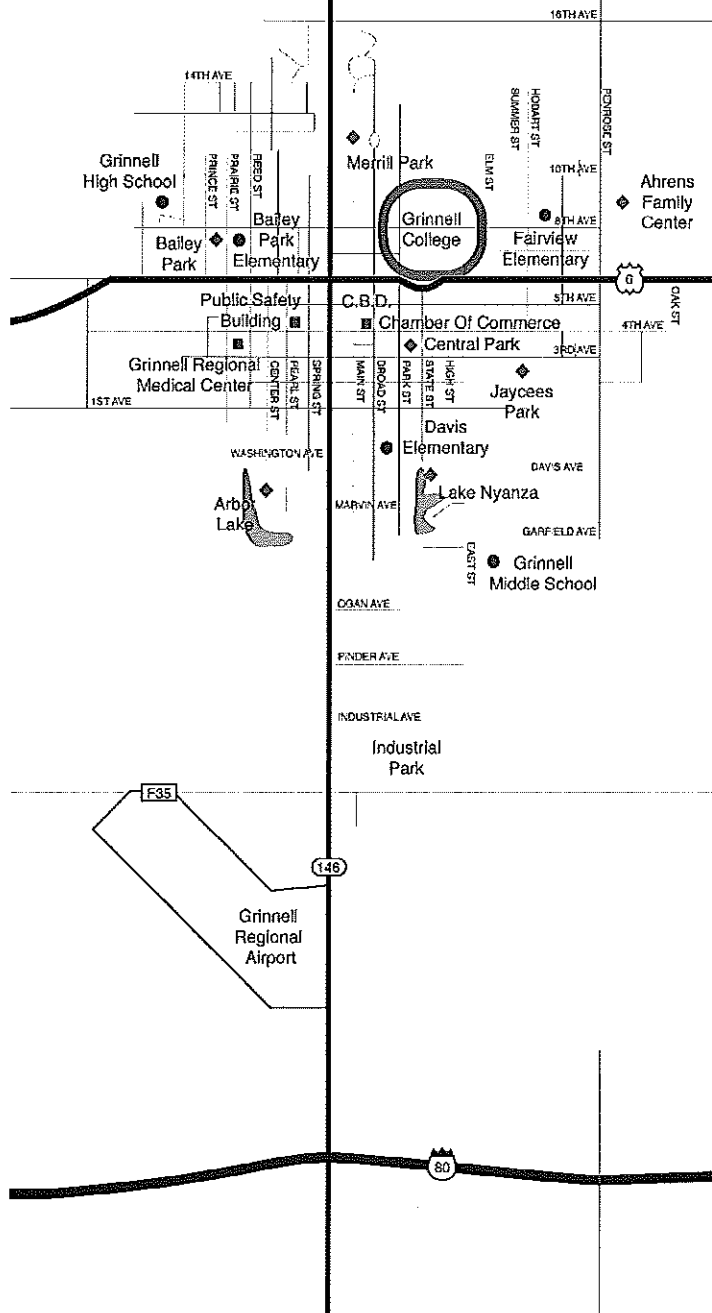 16TH AVE
14TH AVE
SUMMER ST
HOBART ST
PENROSE ST
Merrill Park
Grinnell
High School
PRINCE ST
PRAIRIE ST
REED ST
ELM ST
10TH AVE
Ahrens
Family
Center
Grinnell
College
8TH AVE
Bailey
Park
Bailey
Park
Elementary
Fairview
Elementary
6
OAK ST
Public Safety
Building
C.B.D.
5TH AVE
Chamber Of Commerce
4TH AVE
Central Park
3RD AVE
Grinnell Regional
Medical Center
CENTER ST
PEARL ST
SPRING ST
MAIN ST
BROAD ST
PARK ST
STATE ST
HIGH ST
Jaycees
Park
1ST AVE
Davis
Elementary
WASHINGTON AVE
DAVIS AVE
Arbor
Lake
MARVIN AVE
Lake Nyanza
GARFIELD AVE
EAST ST
Grinnell
Middle School
OGAN AVE
PINDER AVE
INDUSTRIAL AVE
Industrial
Park
F35
146
Grinnell
Regional
Airport
80